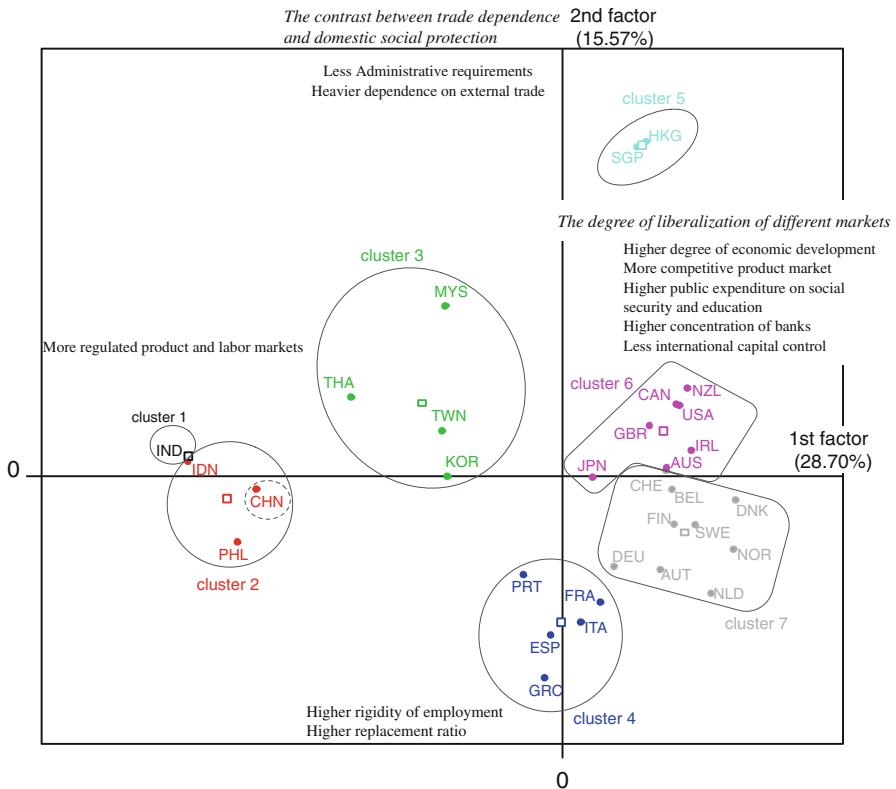 The contrast between trade dependence
and domestic social protection
2nd factor
(15.57%)
Less Administrative requirements
Heavier dependence on external trade
cluster 5
HKG
SGP
The degree of liberalization of different markets
Higher degree of economic development
More competitive product market
Higher public expenditure on social
security and education
Higher concentration of banks
Less international capital control
cluster 3
MYS
More regulated product and labor markets
THA
TWN
KOR
cluster 6
CAN
NZL
USA
GBR
IRL
AUS
JPN
1st factor
(28.70%)
cluster 1
IND
0
IDN
CHN
PHL
cluster 2
CHE
BEL
DNK
FIN
SWE
NOR
DEU
AUT
NLD
cluster 7
PRT
FRA
ITA
ESP
GRC
cluster 4
Higher rigidity of employment
Higher replacement ratio
0